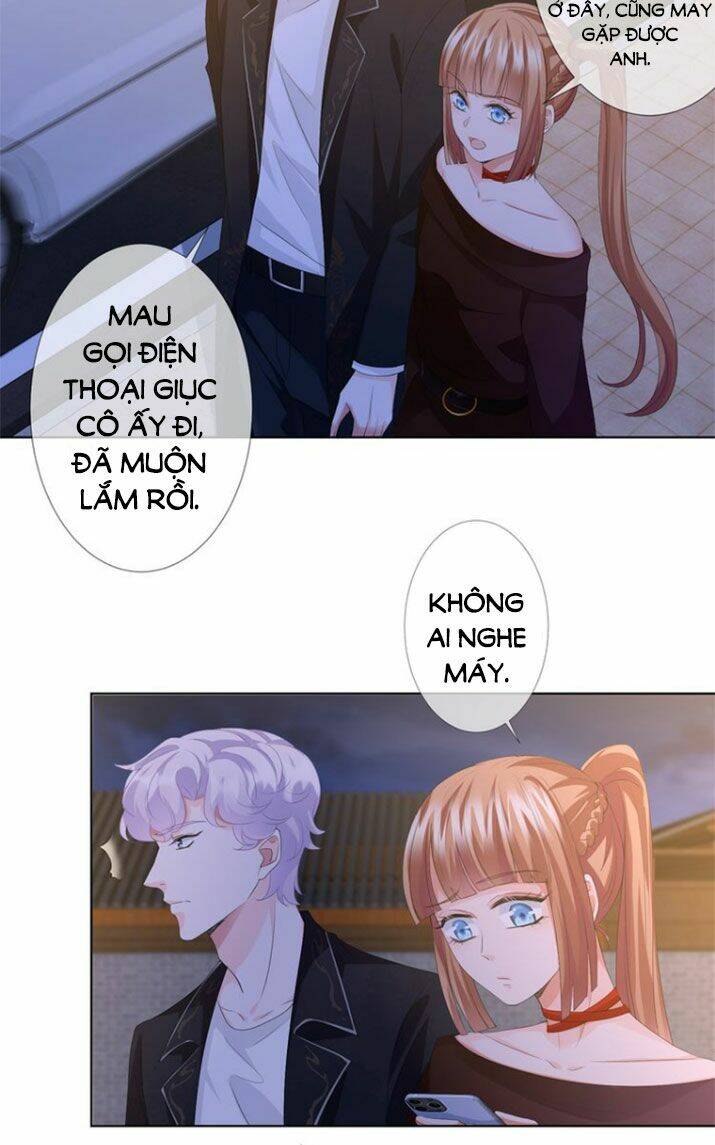 Ở ĐÂY, CŨNG MAY
GẶP ĐƯỢC
ANH.
MAU
GỌI ĐIỆN
THOẠI GIỤC
CÔ ẤY ĐI,
ĐÃ MUỘN
LẮM RỒI.
KHÔNG
AI NGHE
MÁY.